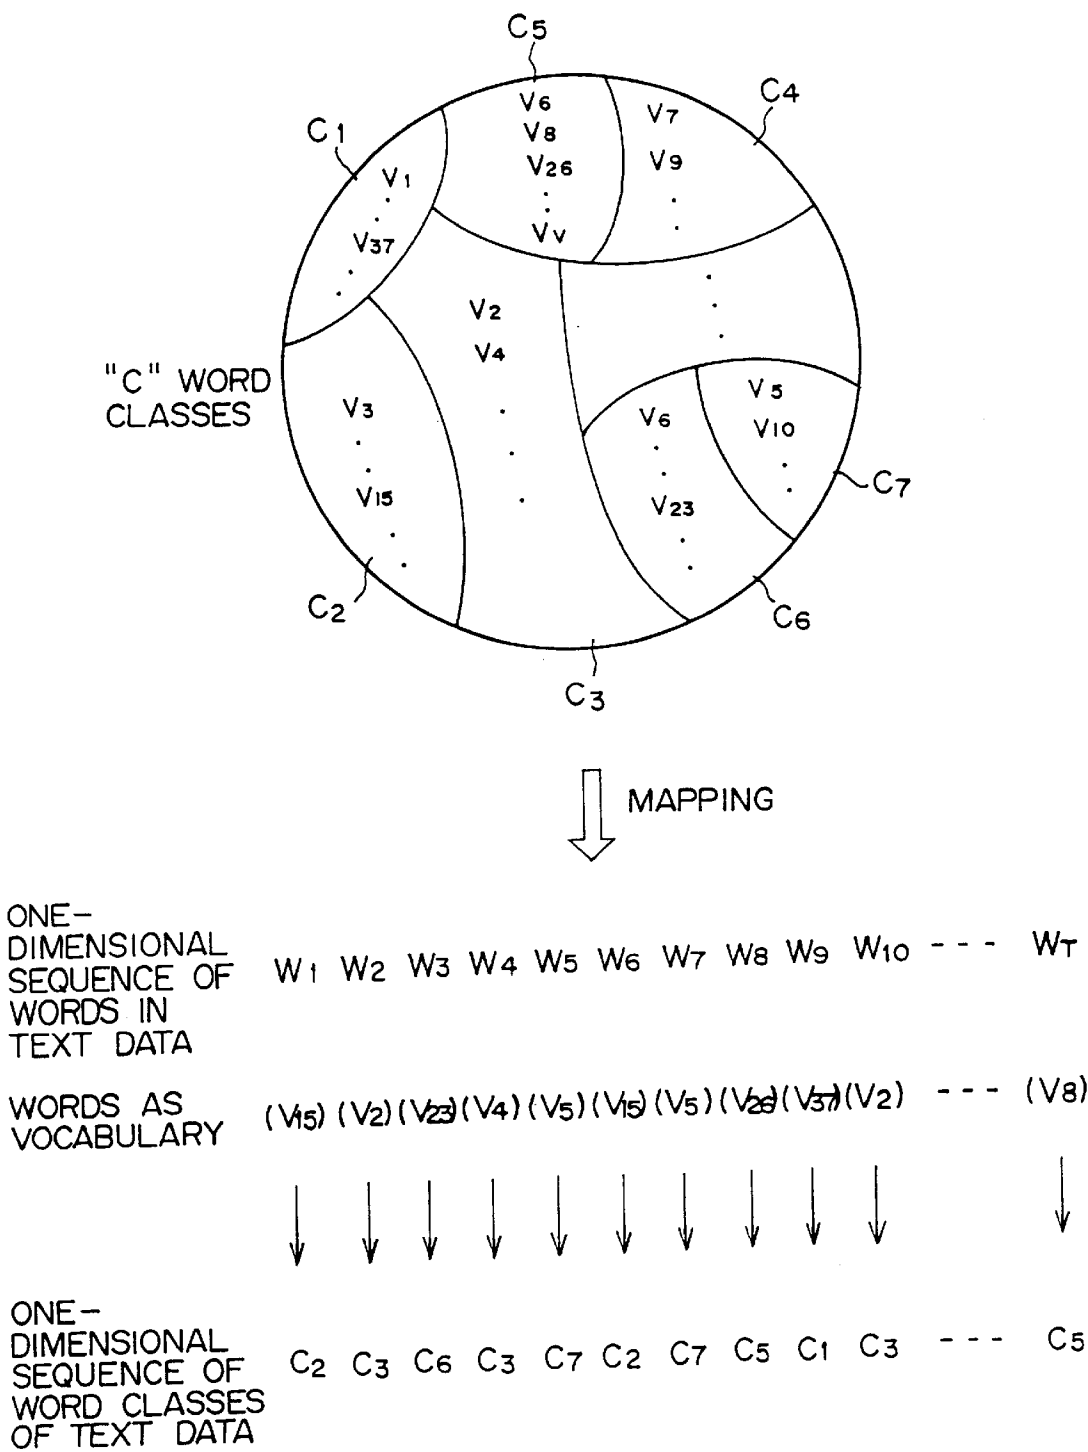 C5
C4
C1
V6
V8
V26
VV
V7
V9
V1
V37
V2
V4
"C" WORD
CLASSES
V3
V15
V6
V23
V5
V10
C7
C2
C6
C3
MAPPING
ONE-
DIMENSIONAL
SEQUENCE OF
WORDS IN
TEXT DATA
W1 W2 W3 W4 W5 W6 W7 W8 W9 W10 --- WT
WORDS AS
VOCABULARY
(V15) (V2) (V23) (V4) (V5) (V15) (V5) (V26) (V37) (V2) --- (V8)
ONE-
DIMENSIONAL
SEQUENCE OF
WORD CLASSES
OF TEXT DATA
C2 C3 C6 C3 C7 C2 C7 C5 C1 C3 --- C5